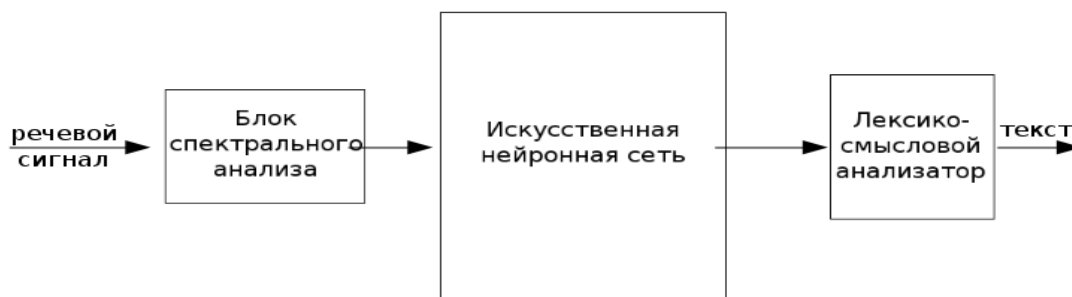 речевой
сигнал
Блок
спектрального
анализа
Искусственная
нейронная сеть
Лексико-
смысловой
анализатор
текст